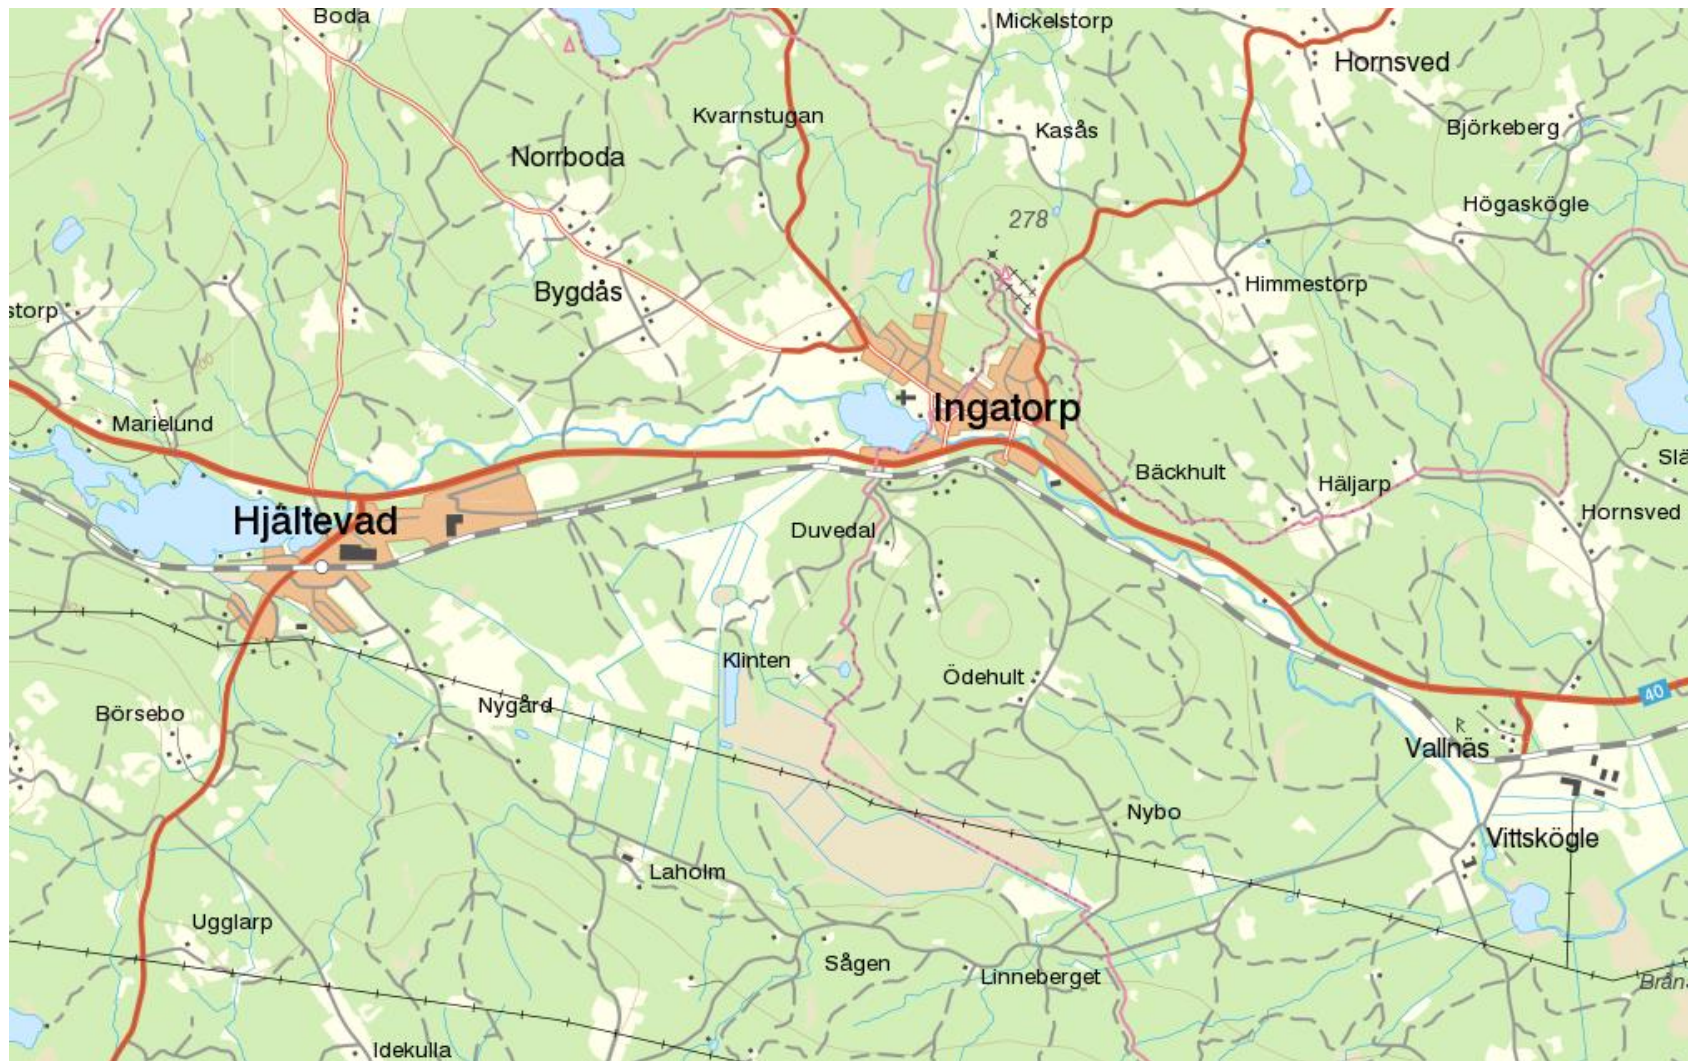 Boda
Mickelstorp
Hornsved
Kvarnstugan
Kasås
Björkeberg
Norrboda
Högaskögle
278
Himmestorp
Bygdås
storp
200
Ingatorp
Marielund
Bäckhult
Häljarp
Slä
Hornsved
Hjältevad
Duvedal
Klinten
Ödehult
40
Nygård
Börsebo
R
Vallnäs
Nybo
Vittskögle
Laholm
Ugglarp
Sågen
Linneberget
Brån
Idekulla